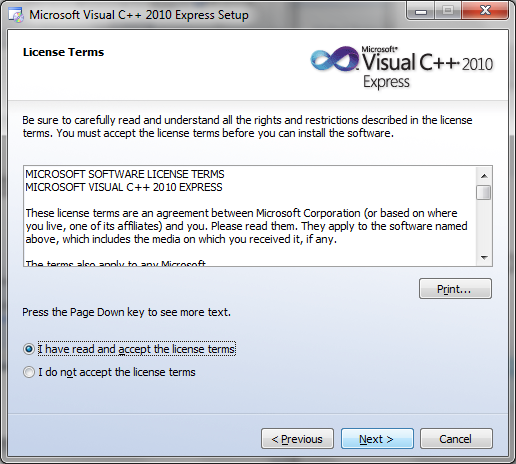 Microsoft Visual C++ 2010 Express Setup
License Terms
Microsoft®
Visual C++ 2010
Express
Be sure to carefully read and understand all the rights and restrictions described in the license
terms. You must accept the license terms before you can install the software.
MICROSOFT SOFTWARE LICENSE TERMS
MICROSOFT VISUAL C++ 2010 EXPRESS
These license terms are an agreement between Microsoft Corporation (or based on where
you live, one of its affiliates) and you. Please read them. They apply to the software named
above, which includes the media on which you received it, if any.
The terms also apply to any Microsoft
Print...
Press the Page Down key to see more text.
I have read and accept the license terms
I do not accept the license terms
< Previous
Next >
Cancel